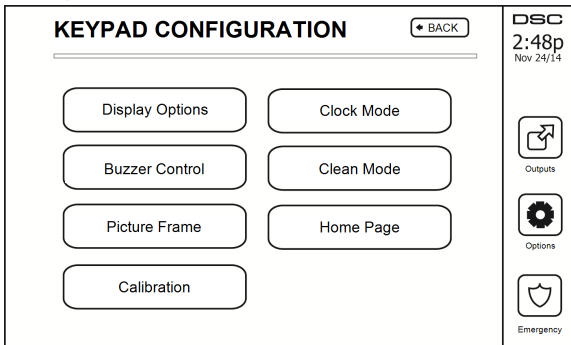 KEYPAD CONFIGURATION
BACK
DSC
2:48p
Nov 24/14
Display Options
Clock Mode
Buzzer Control
Clean Mode
Picture Frame
Home Page
Calibration
Outputs
Options
Emergency